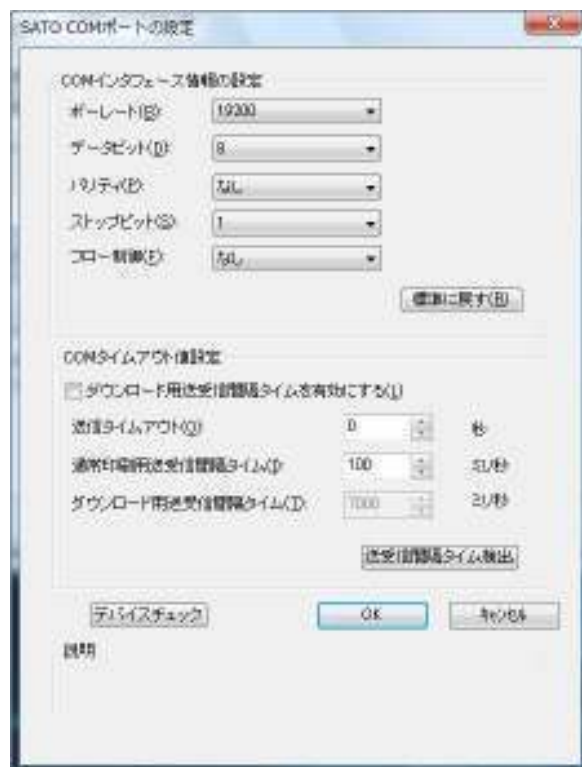 SATO COMポートの設定
COMインタフェース情報の設定
ボーレート(B): 19200
データビット(D): 8
パリティ(P): なし
ストップビット(S): 1
フロー制御(F): なし
標準に戻す(R)
COMタイムアウト値設定
ダウンロード用送受信間隔タイムを有効にする(L)
送信タイムアウト(O): 0 秒
通常印刷用送受信間隔タイム(I): 100 ミリ秒
ダウンロード用送受信間隔タイム(T): 7000 ミリ秒
送受信間隔タイム検出
デバイスチェック OK キャンセル
説明